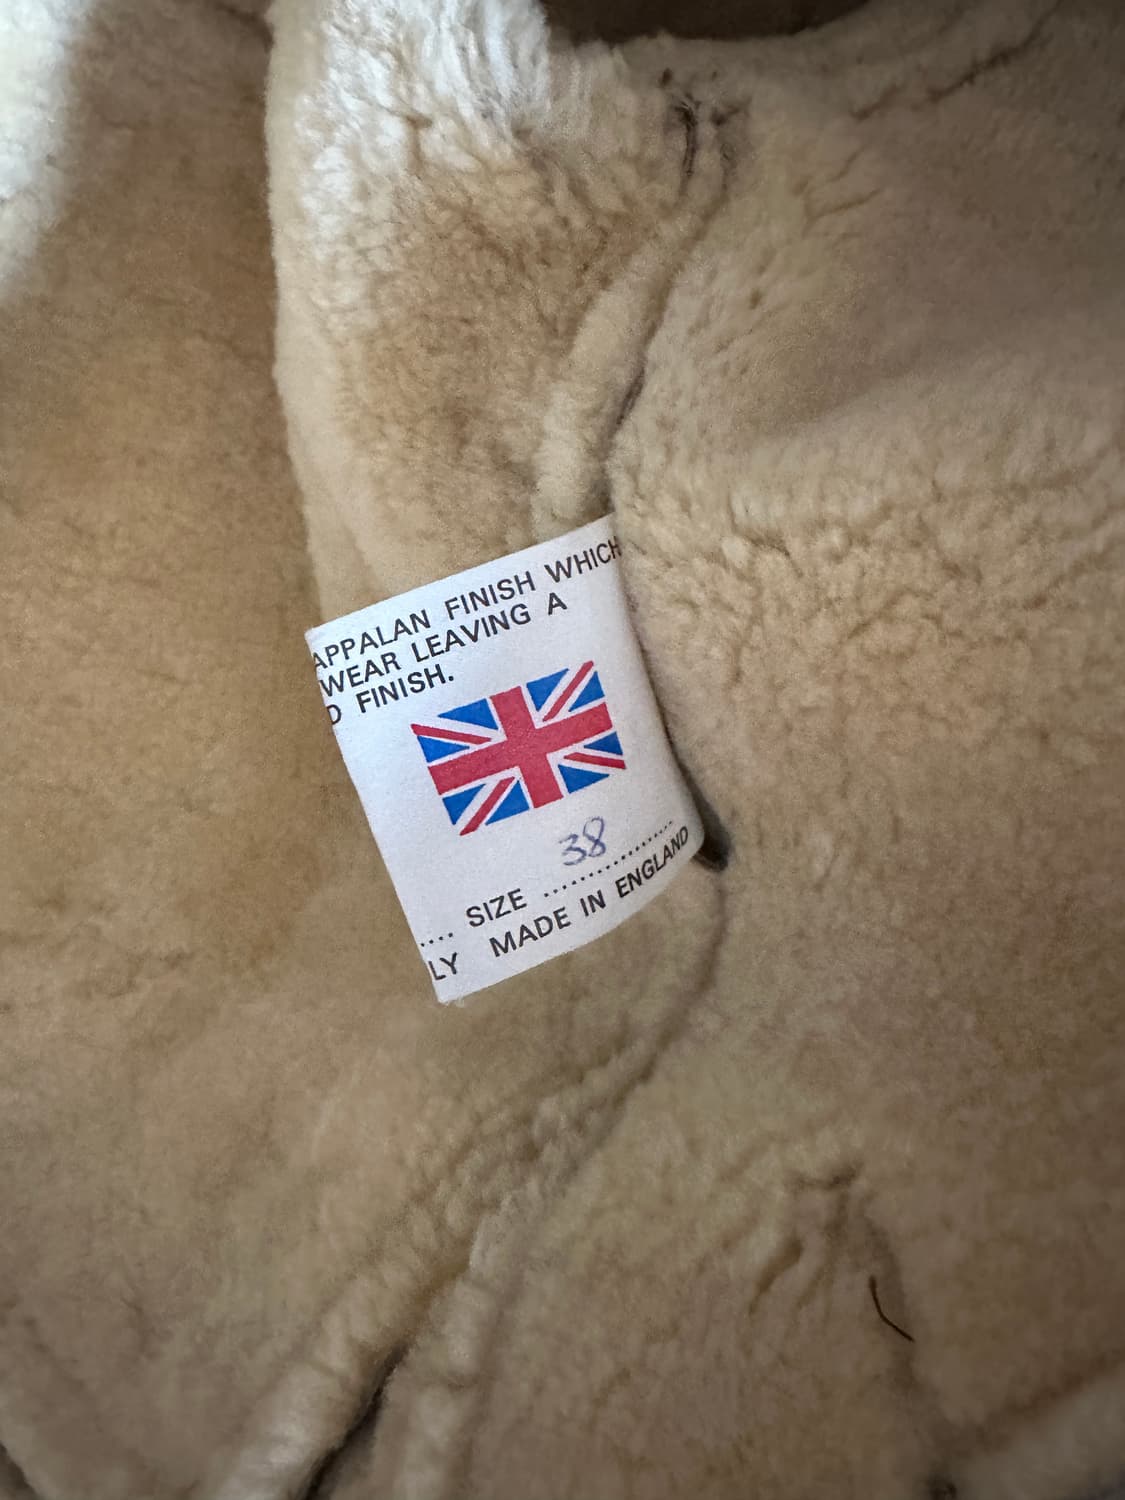 APPALAN FINISH WHICH
WEAR LEAVING A
D FINISH.
38
.... SIZE ..................
LY MADE IN ENGLAND